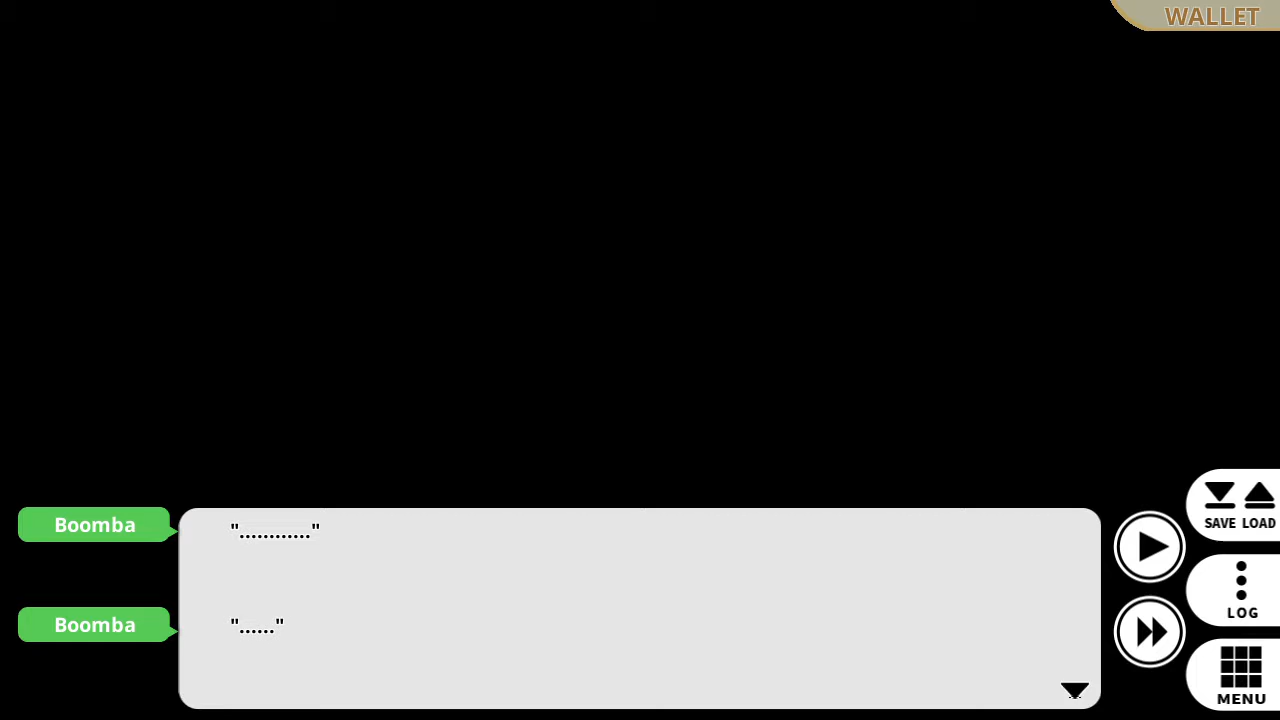 WALLET
Boomba
"............"
Boomba
"......"
SAVE LOAD
LOG
MENU